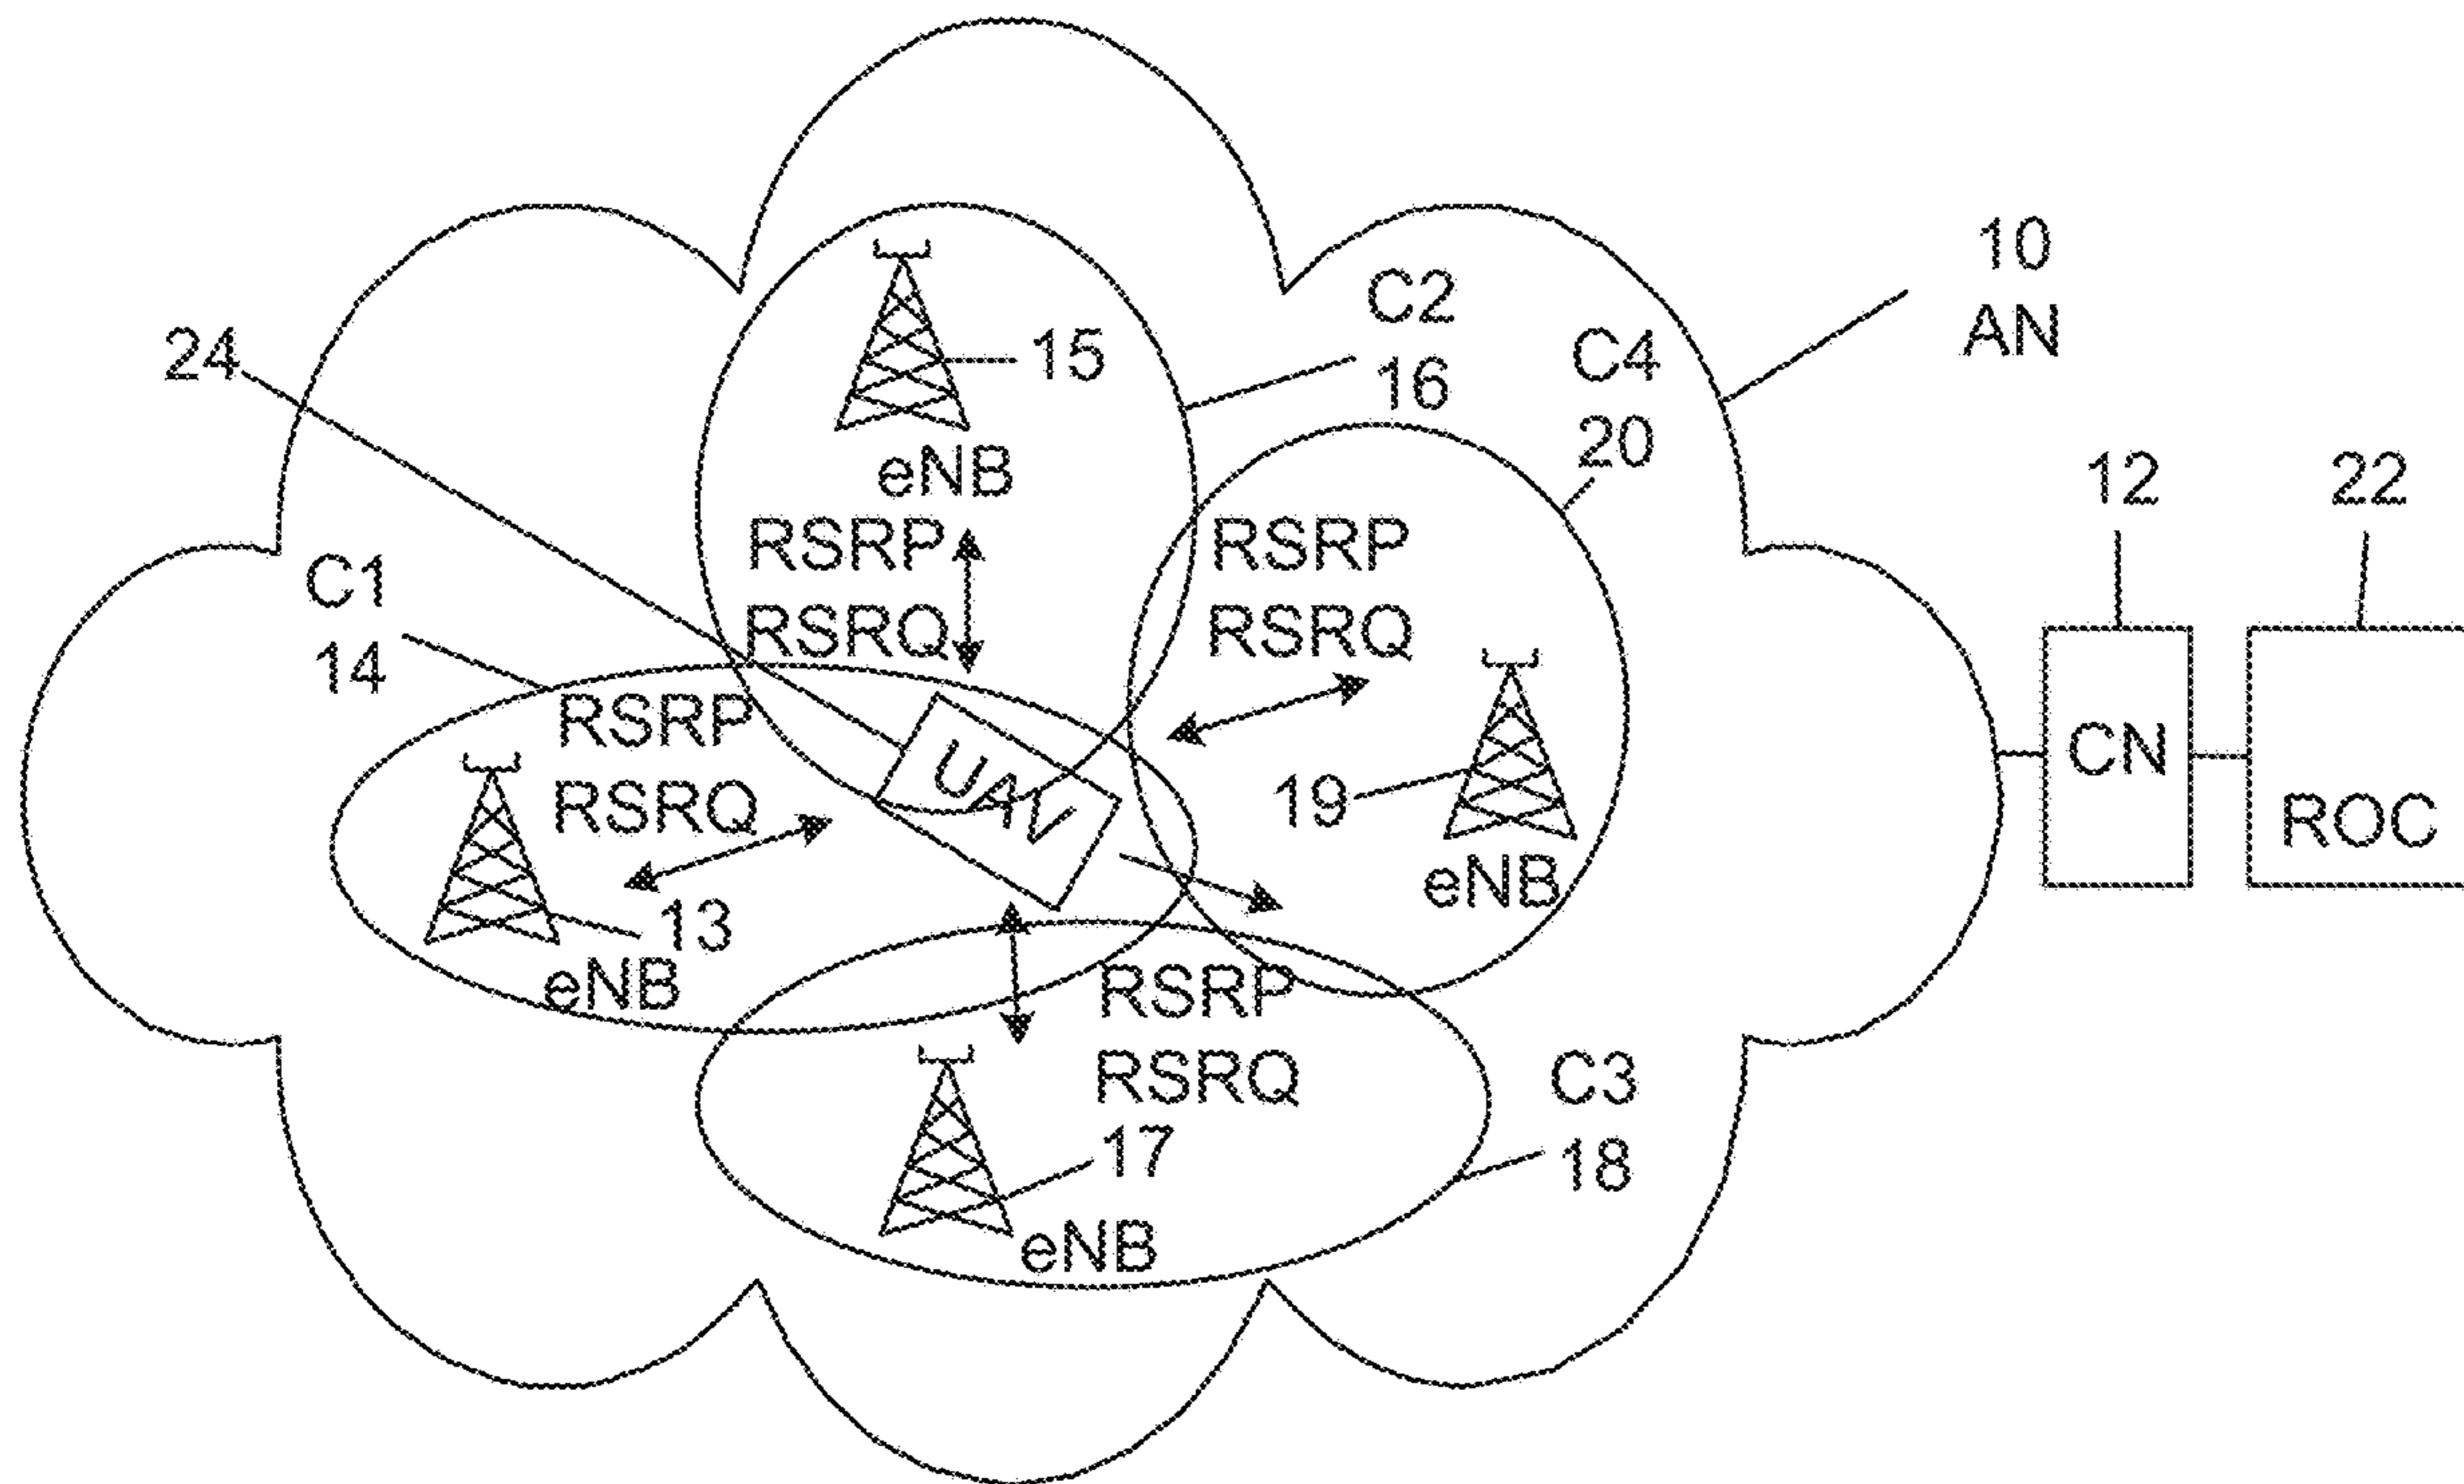 10
AN
C2
16
C4
20
24
15
eNB
12
22
RSRP
RSRQ
RSRP
RSRQ
C1
14
RSRP
RSRQ
UAV
CN
ROC
19
eNB
13
eNB
RSRP
RSRQ
C3
18
17
eNB